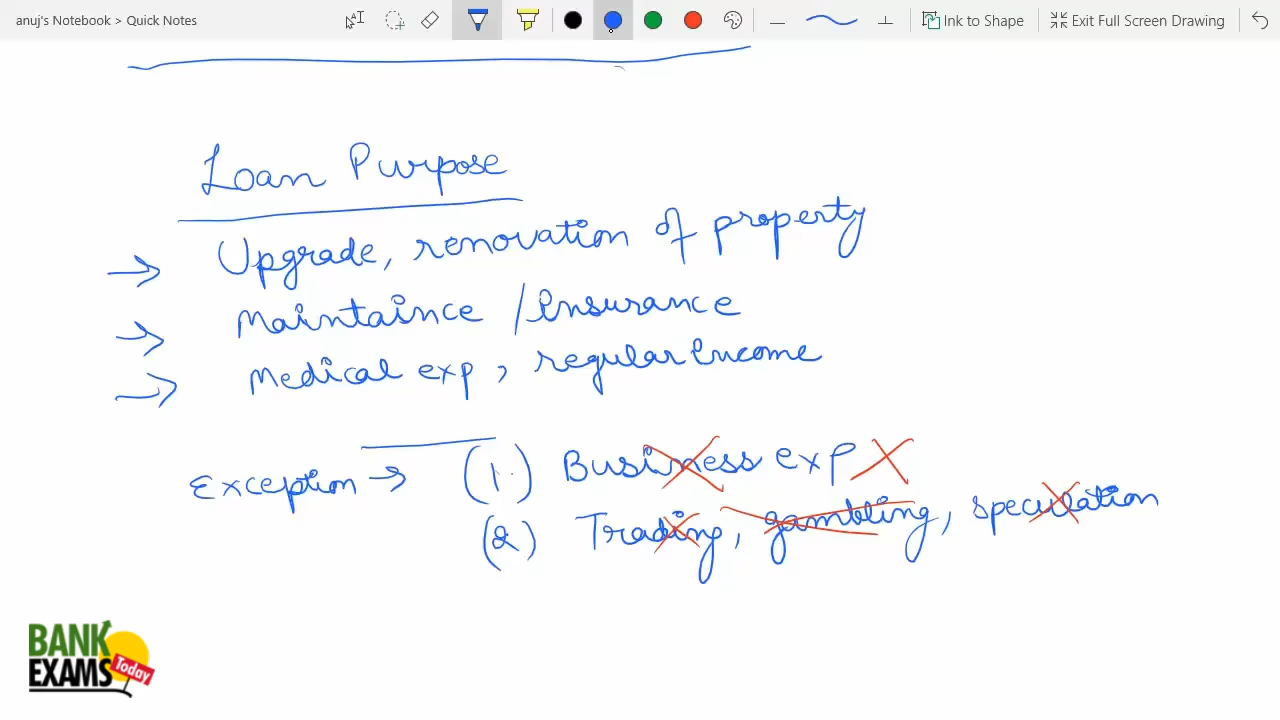 anuj's Notebook > Quick Notes
Ink to Shape
Exit Full Screen Drawing
Loan Purpose
→ Upgrade, renovation of property
→ Maintaince / Insurance
→ Medical exp, regular Income
Exception → (1) Business exp X
(2) Trading, gambling, speculation
BANK
EXAMS
Today